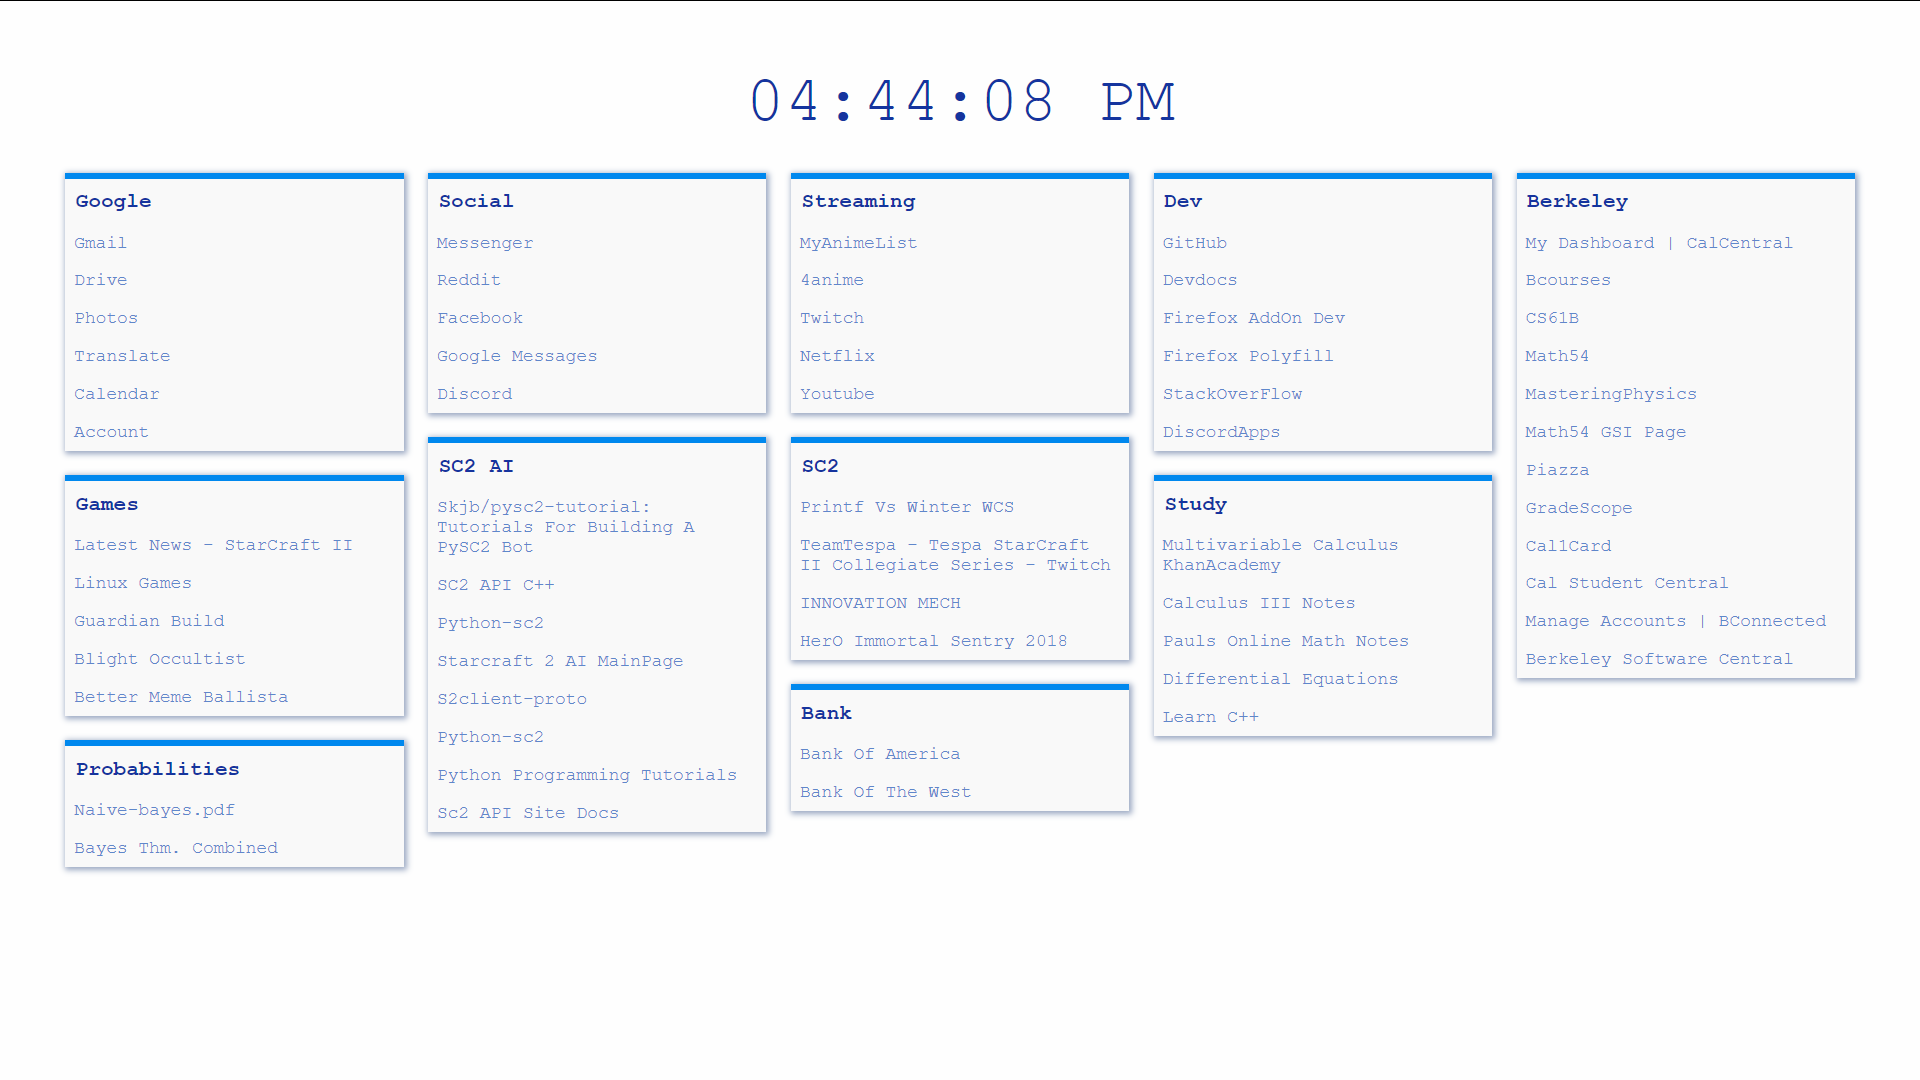 04:44:08 PM
Google
Gmail
Drive
Photos
Translate
Calendar
Account
Games
Latest News - StarCraft II
Linux Games
Guardian Build
Blight Occultist
Better Meme Ballista
Probabilities
Naive-bayes.pdf
Bayes Thm. Combined
Social
Messenger
Reddit
Facebook
Google Messages
Discord
SC2 AI
Skjb/pysc2-tutorial:
Tutorials For Building A
PySC2 Bot
SC2 API C++
Python-sc2
Starcraft 2 AI MainPage
S2client-proto
Python-sc2
Python Programming Tutorials
Sc2 API Site Docs
Streaming
MyAnimeList
4anime
Twitch
Netflix
Youtube
SC2
Printf Vs Winter WCS
TeamTespa - Tespa StarCraft
II Collegiate Series - Twitch
INNOVATION MECH
HerO Immortal Sentry 2018
Bank
Bank Of America
Bank Of The West
Dev
GitHub
Devdocs
Firefox AddOn Dev
Firefox Polyfill
StackOverFlow
DiscordApps
Study
Multivariable Calculus
KhanAcademy
Calculus III Notes
Pauls Online Math Notes
Differential Equations
Learn C++
Berkeley
My Dashboard | CalCentral
Bcourses
CS61B
Math54
MasteringPhysics
Math54 GSI Page
Piazza
GradeScope
Cal1Card
Cal Student Central
Manage Accounts | BConnected
Berkeley Software Central